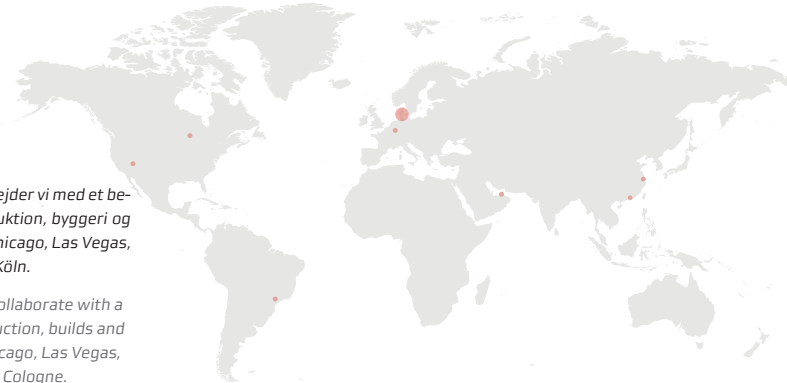 ejder vi med et be-
uktion, byggeri og
hicago, Las Vegas,
Köln.
ollaborate with a
uction, builds and
cago, Las Vegas,
Cologne.